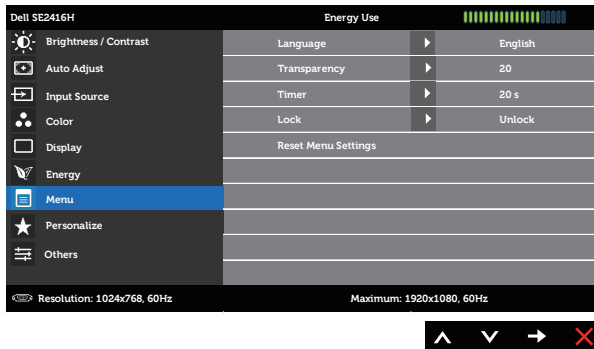 Dell SE2416H Energy Use
Brightness / Contrast
Language English
Auto Adjust
Transparency 20
Input Source
Timer 20 s
Color
Lock Unlock
Display
Reset Menu Settings
Energy
Menu
Personalize
Others
Resolution: 1024x768, 60Hz Maximum: 1920x1080, 60Hz